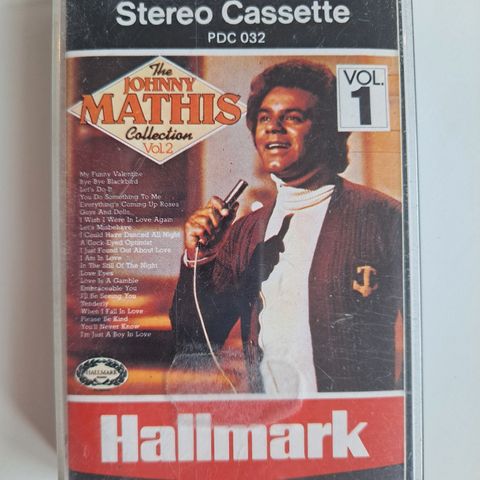 Stereo Cassette
PDC 032
The
JOHNNY
MATHIS
Collection
Vol.2
VOL.
1
My Funny Valentine
Bye Bye Blackbird
Let's Do It
You Do Something To Me
Everything's Coming Up Roses
Guys And Dolls
I Wish I Were In Love Again
Let's Misbehave
I Could Have Danced All Night
A Cock-Eyed Optimist
I Just Found Out About Love
I Am In Love
In The Still Of The Night
Love Eyes
Love Is A Gamble
Embraceable You
I'll Be Seeing You
Tenderly
When I Fall In Love
Please Be Kind
You'll Never Know
I'm Just A Boy In Love
HALLMARK
Hallmark